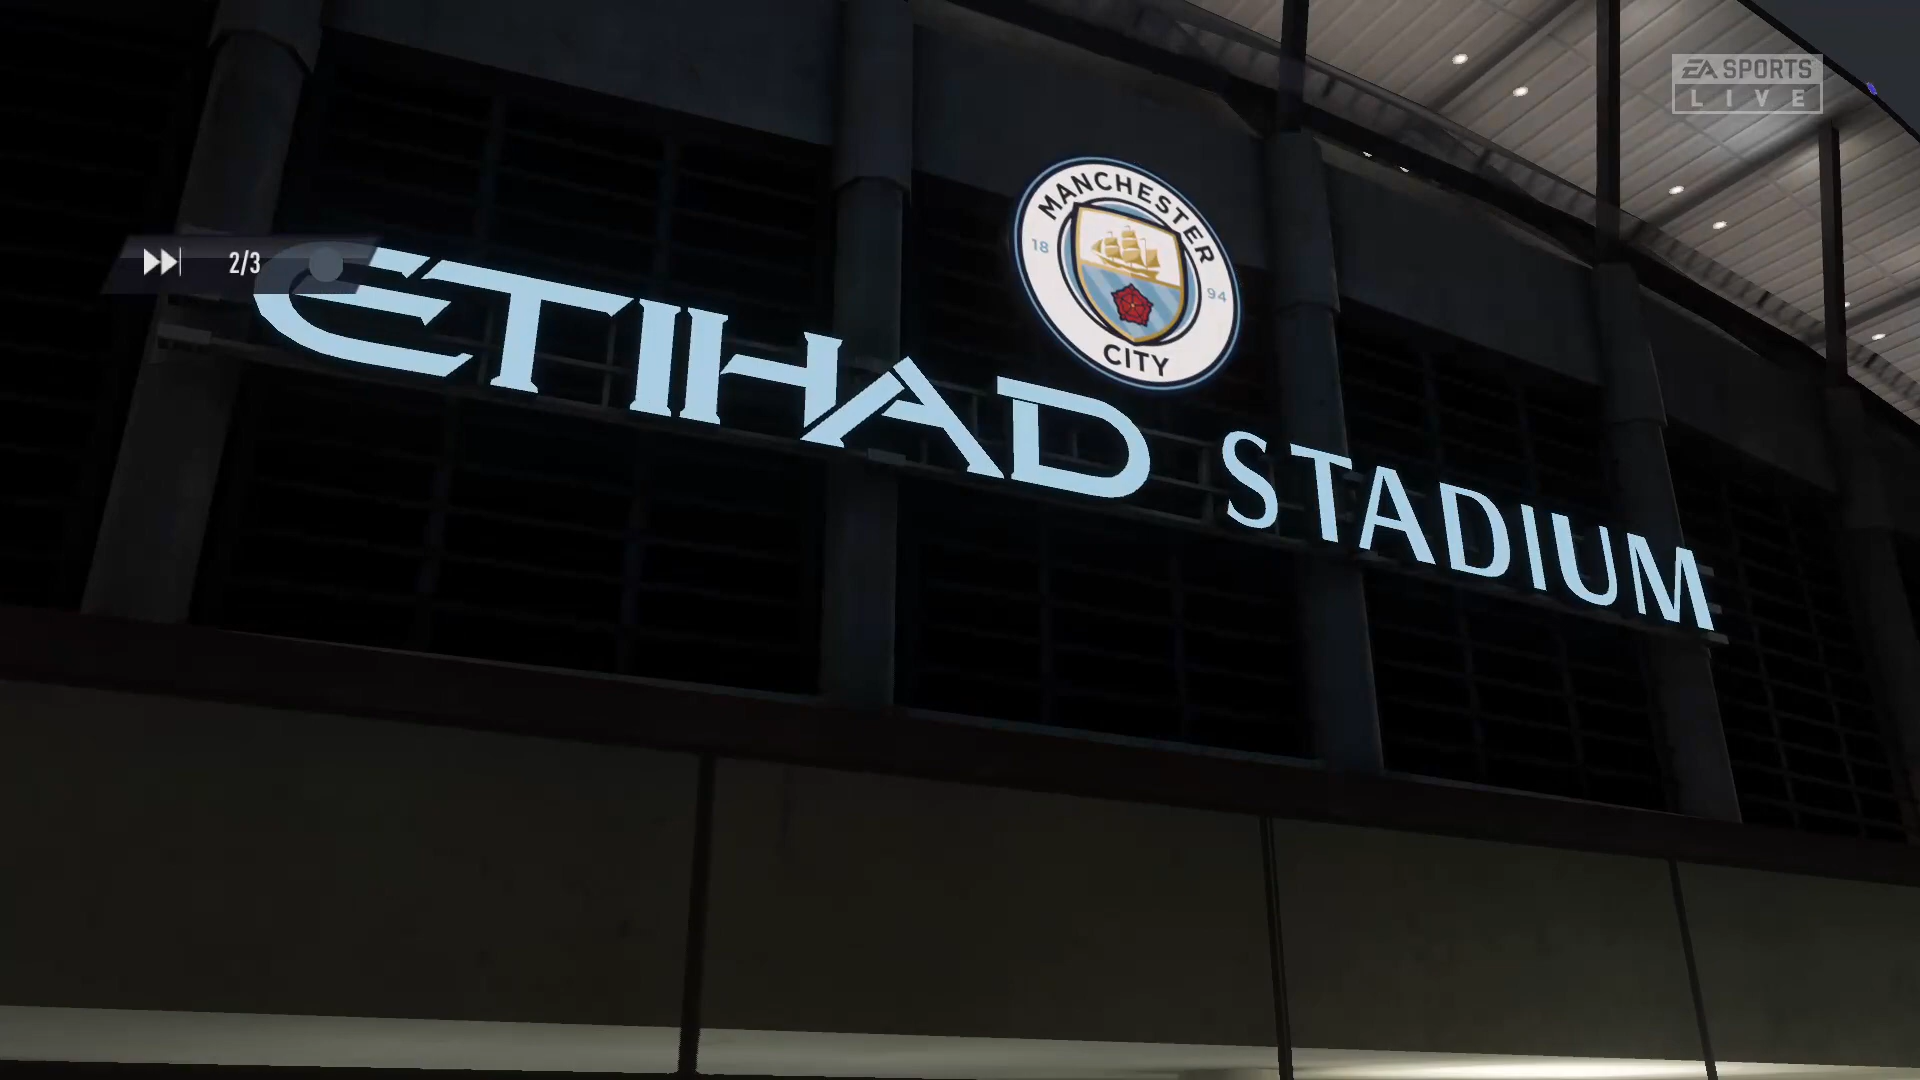 EA SPORTS
LIVE
MANCHESTER
18 94
CITY
2/3
ETIHAD STADIUM